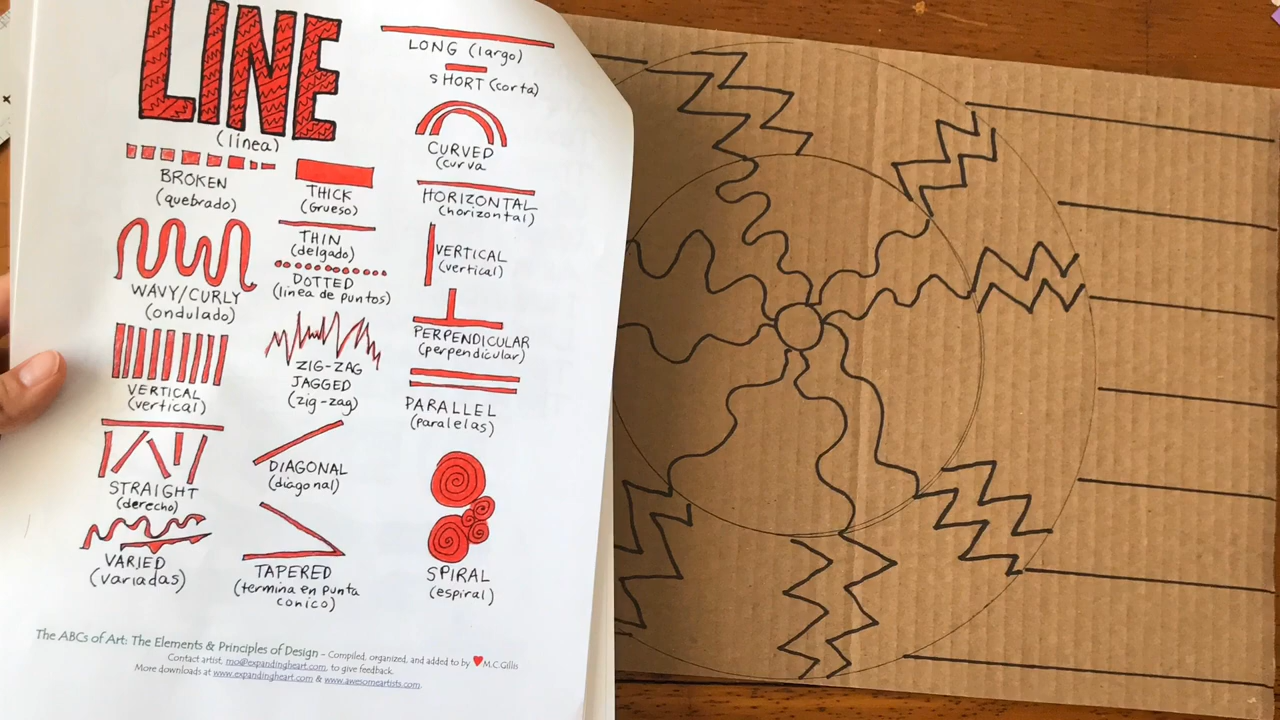 LINE
(línea)
BROKEN
(quebrado)
THICK
(Grueso)
THIN
(delgado)
DOTTED
(línea de puntos)
WAVY/CURLY
(ondulado)
VERTICAL
(vertical)
ZIG-ZAG
JAGGED
(zig-zag)
STRAIGHT
(derecho)
DIAGONAL
(diagonal)
VARIED
(variadas)
TAPERED
(termina en punta
conico)
LONG (largo)
SHORT (corta)
CURVED
(curva
HORIZONTAL
(horizontal)
VERTICAL
(vertical)
PERPENDICULAR
(perpendicular)
PARALLEL
(paralelas)
SPIRAL
(espiral)
The ABCs of Art: The Elements & Principles of Design – Compiled, organized, and added to by ❤M.C.Gillis
Contact artist, mo@expandingheart.com, to give feedback.
More downloads at www.expandingheart.com & www.awesomeartists.com.